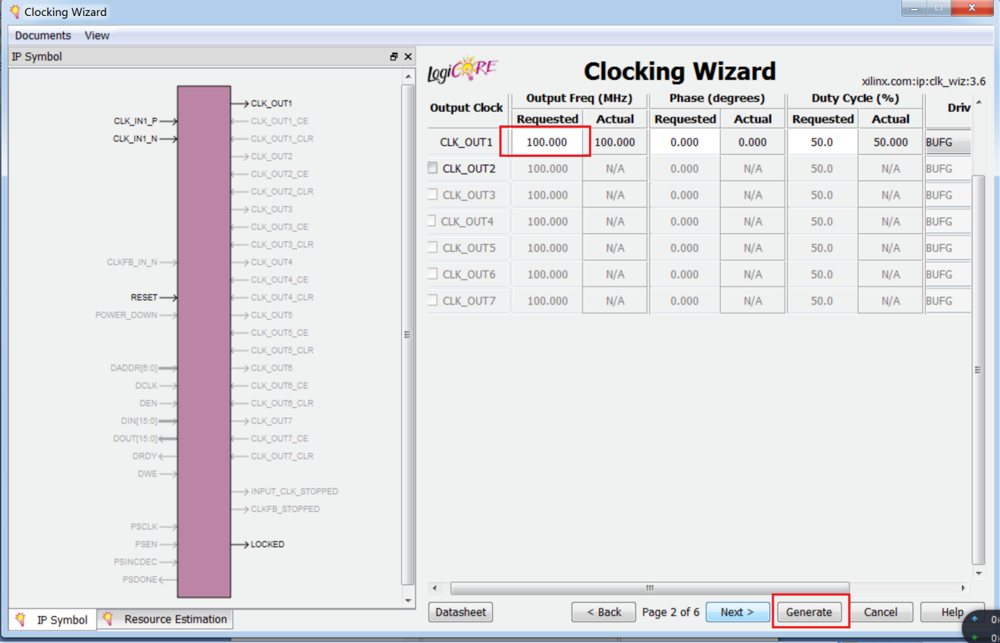 Clocking Wizard
Documents View
IP Symbol
CLK_IN1_P
CLK_IN1_N
CLKFB_IN_N
RESET
POWER_DOWN
DADDR[6:0]
DCLK
DEN
DIN[15:0]
DOUT[15:0]
DRDY
DWE
PSCLK
PSEN
PSINCDEC
PSDONE
CLK_OUT1
CLK_OUT1_CE
CLK_OUT1_CLR
CLK_OUT2
CLK_OUT2_CE
CLK_OUT2_CLR
CLK_OUT3
CLK_OUT3_CE
CLK_OUT3_CLR
CLK_OUT4
CLK_OUT4_CE
CLK_OUT4_CLR
CLK_OUT5
CLK_OUT5_CE
CLK_OUT5_CLR
CLK_OUT6
CLK_OUT6_CE
CLK_OUT6_CLR
CLK_OUT7
CLK_OUT7_CE
CLK_OUT7_CLR
INPUT_CLK_STOPPED
CLKFB_STOPPED
LOCKED
IP Symbol Resource Estimation
LogiCORE
Clocking Wizard
xilinx.com:ip:clk_wiz:3.6
Output Clock Output Freq (MHz) Phase (degrees) Duty Cycle (%) Driv
Requested Actual Requested Actual Requested Actual
CLK_OUT1 100.000 100.000 0.000 0.000 50.0 50.000 BUFG
CLK_OUT2 100.000 N/A 0.000 N/A 50.0 N/A BUFG
CLK_OUT3 100.000 N/A 0.000 N/A 50.0 N/A BUFG
CLK_OUT4 100.000 N/A 0.000 N/A 50.0 N/A BUFG
CLK_OUT5 100.000 N/A 0.000 N/A 50.0 N/A BUFG
CLK_OUT6 100.000 N/A 0.000 N/A 50.0 N/A BUFG
CLK_OUT7 100.000 N/A 0.000 N/A 50.0 N/A BUFG
Datasheet < Back Page 2 of 6 Next > Generate Cancel Help